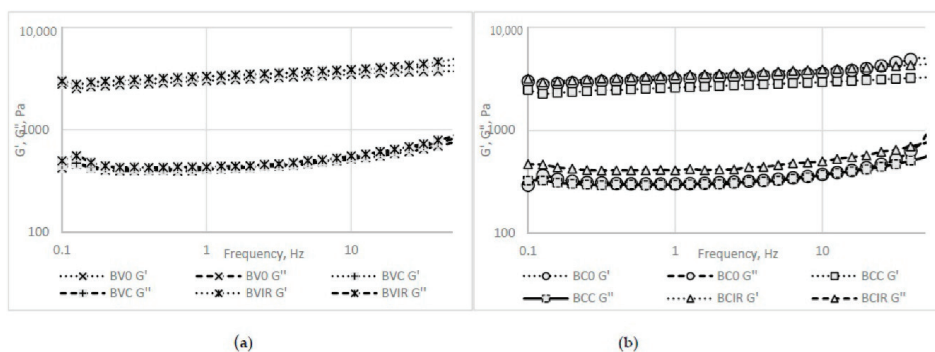 10,000
1000
100
G', G'', Pa
0.1
1
10
Frequency, Hz
BV0 G'
BV0 G''
BVC G'
BVC G''
BVIR G'
BVIR G''
(a)
10,000
1000
100
G', G'', Pa
0.1
1
10
Frequency, Hz
BC0 G'
BC0 G''
BCC G'
BCC G''
BCIR G'
BCIR G''
(b)